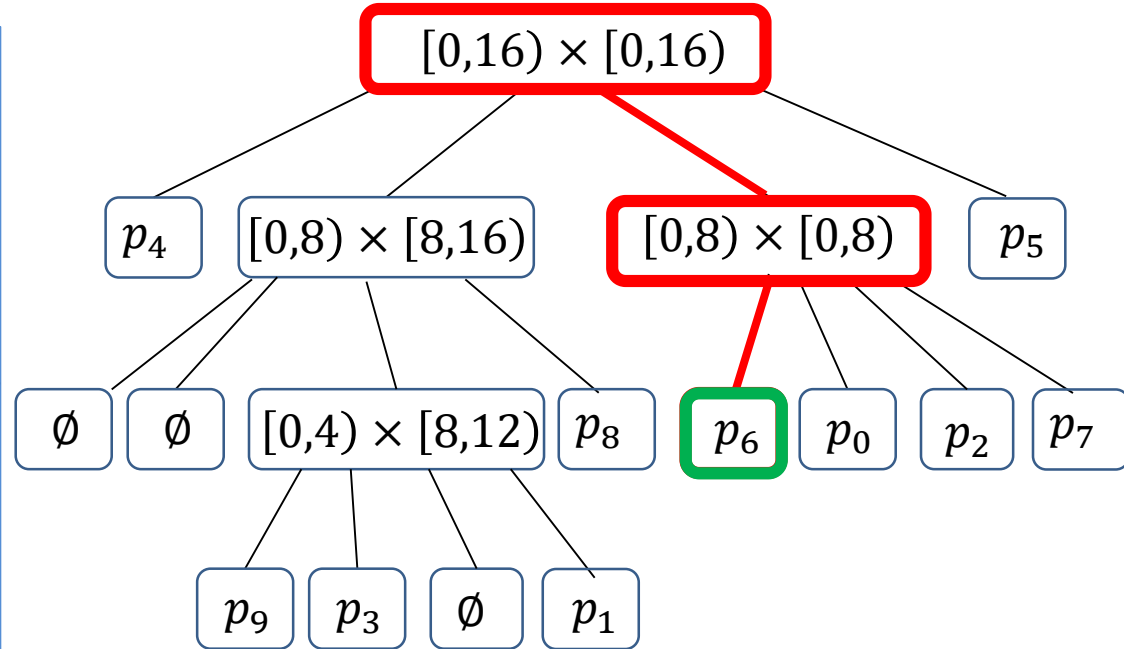 [0,16) × [0,16)
p₄ [0,8) × [8,16) [0,8) × [0,8) p₅
∅ ∅ [0,4) × [8,12) p₈ p₆ p₀ p₂ p₇
p₉ p₃ ∅ p₁